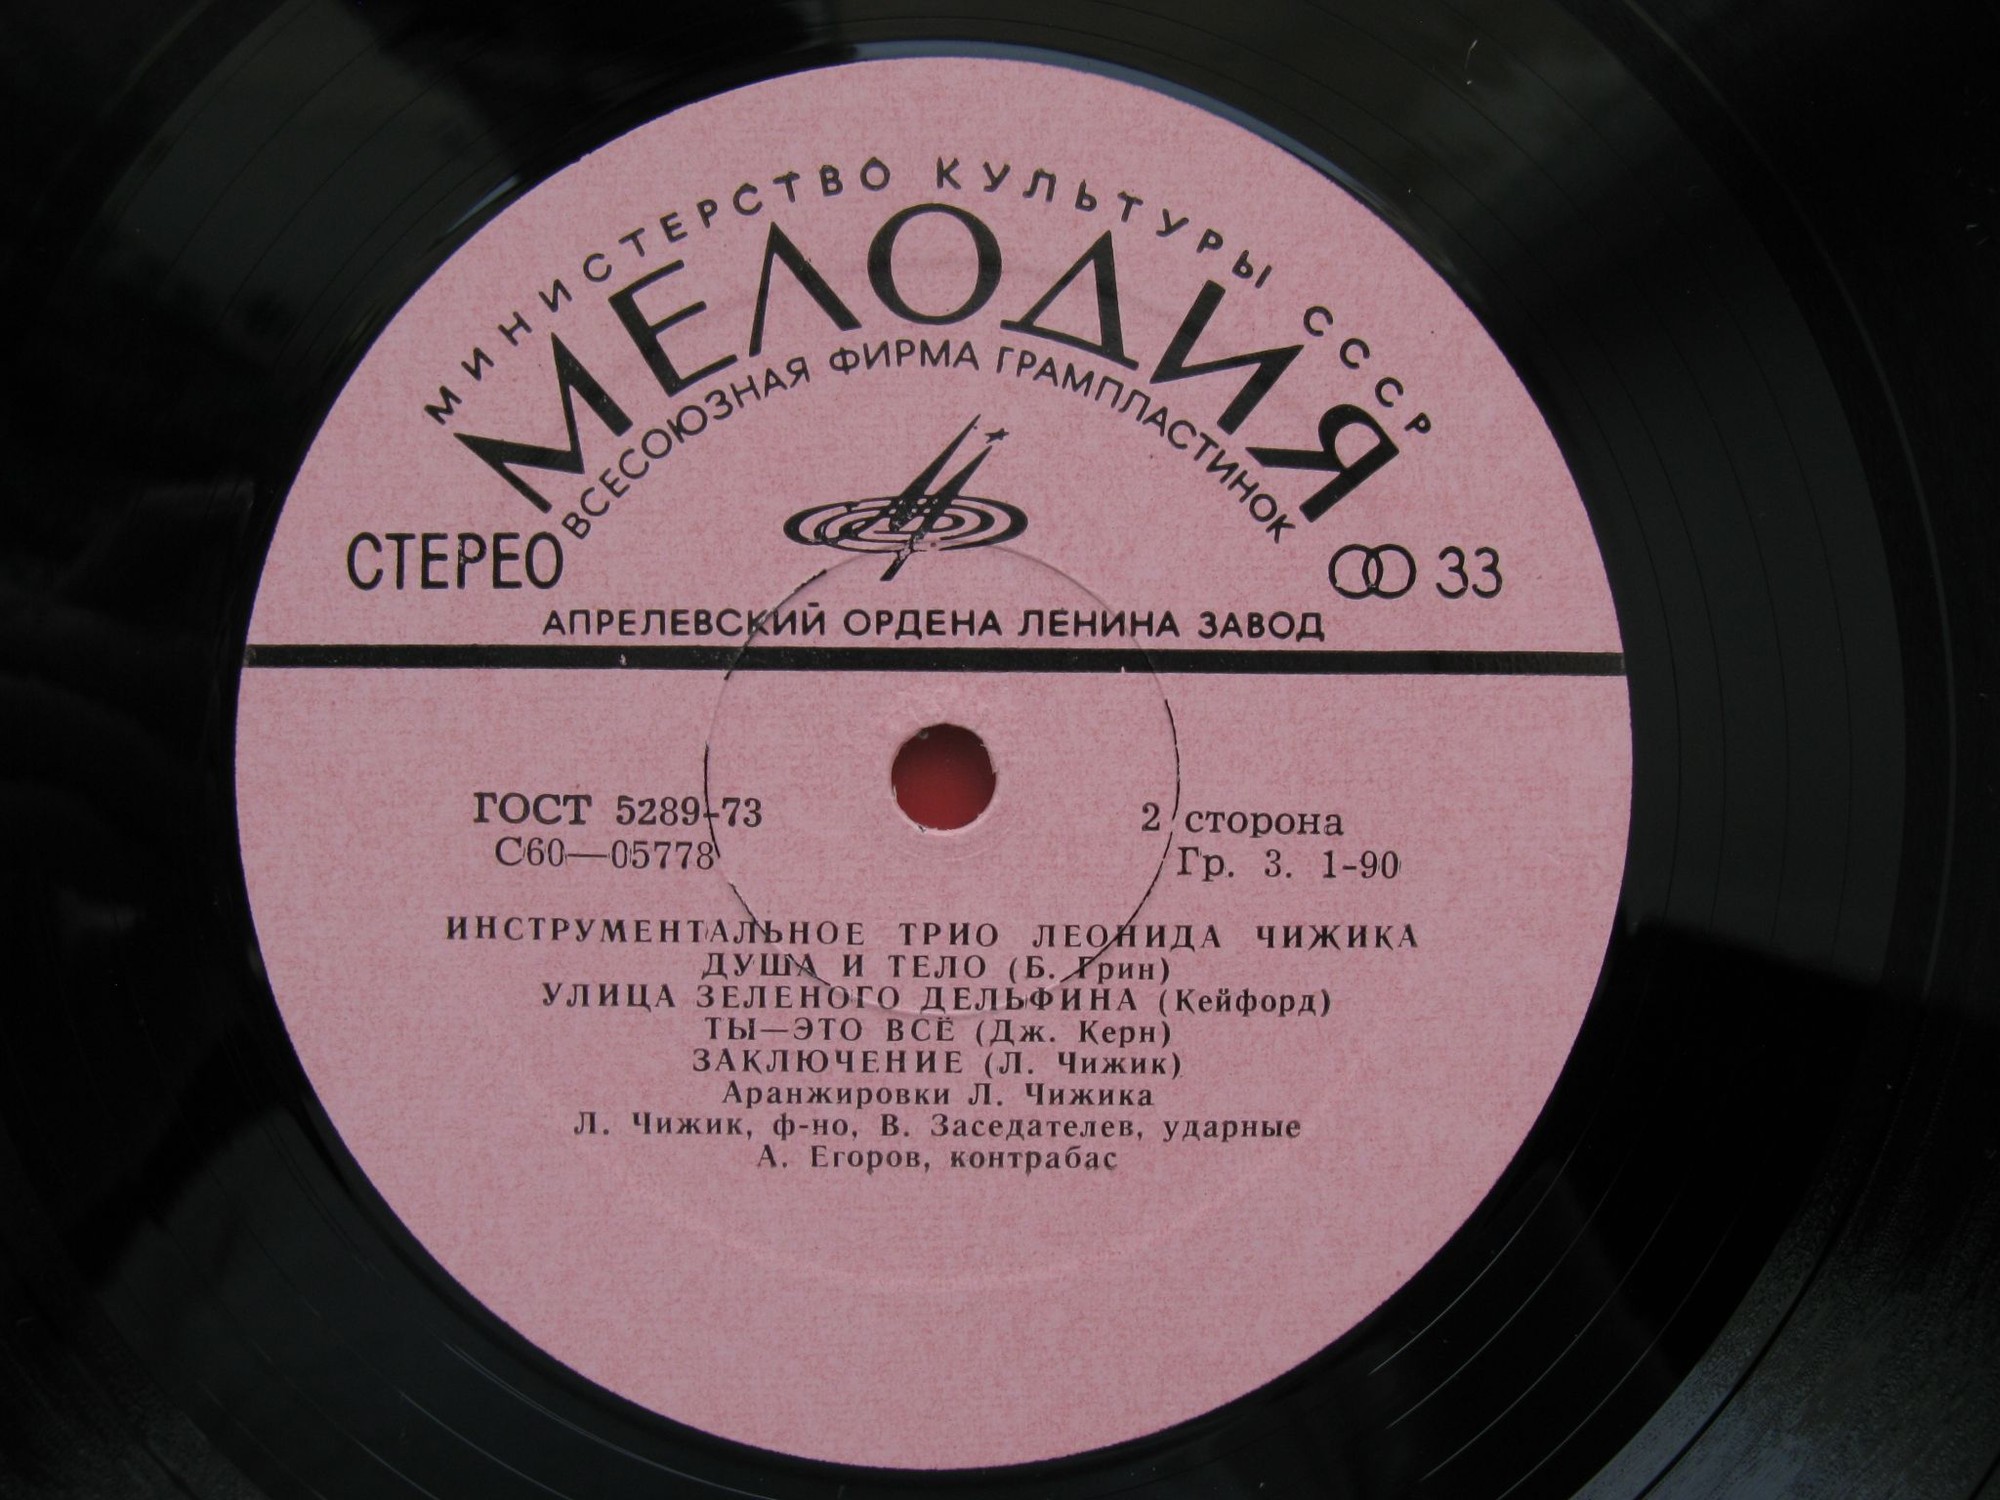 МИНИСТЕРСТВО КУЛЬТУРЫ СССР
МЕЛОДИЯ
ВСЕСОЮЗНАЯ ФИРМА ГРАМПЛАСТИНОК
СТЕРЕО
33
АПРЕЛЕВСКИЙ ОРДЕНА ЛЕНИНА ЗАВОД
ГОСТ 5289-73
С60—05778
2 сторона
Гр. 3. 1-90
ИНСТРУМЕНТАЛЬНОЕ ТРИО ЛЕОНИДА ЧИЖИКА
ДУША И ТЕЛО (Б. Грин)
УЛИЦА ЗЕЛЕНОГО ДЕЛЬФИНА (Кейфорд)
ТЫ—ЭТО ВСЁ (Дж. Керн)
ЗАКЛЮЧЕНИЕ (Л. Чижик)
Аранжировки Л. Чижика
Л. Чижик, ф-но, В. Заседателев, ударные
А. Егоров, контрабас